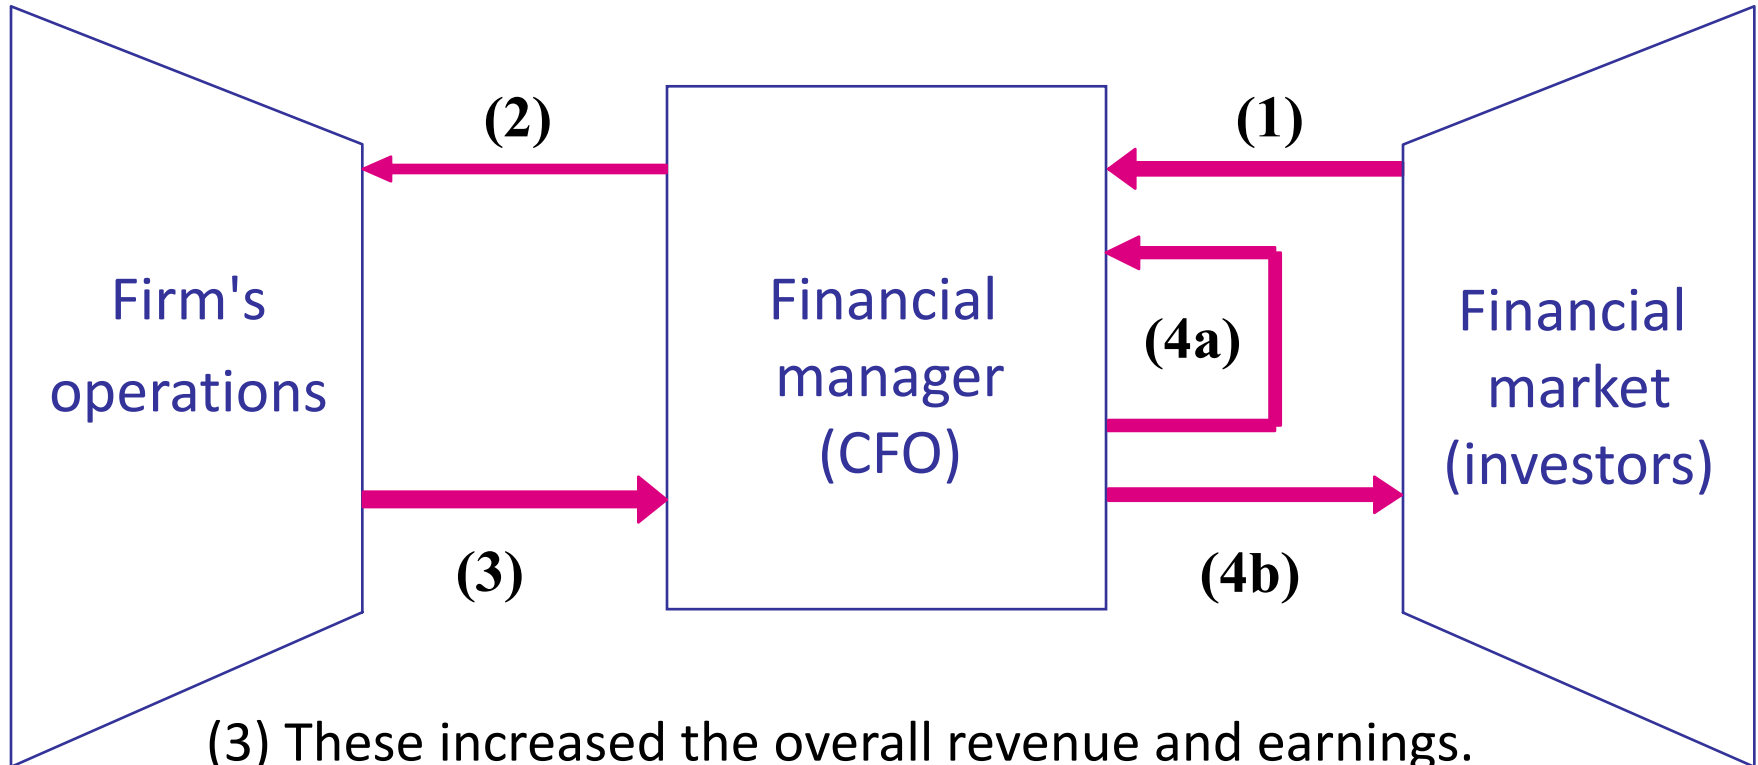 (2)
(1)
Firm's
operations
Financial
manager
(CFO)
(4a)
Financial
market
(investors)
(3)
(4b)
(3) These increased the overall revenue and earnings.